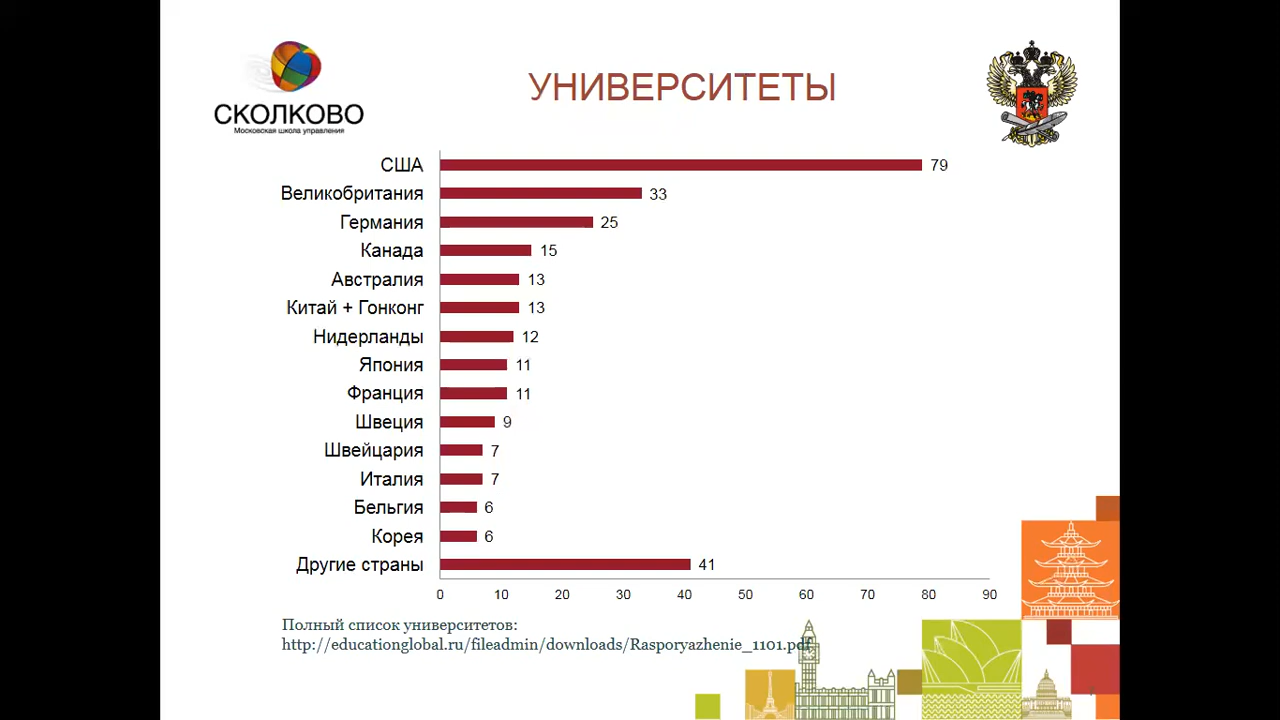 СКОЛКОВО
Московская школа управления
УНИВЕРСИТЕТЫ
США 79
Великобритания 33
Германия 25
Канада 15
Австралия 13
Китай + Гонконг 13
Нидерланды 12
Япония 11
Франция 11
Швеция 9
Швейцария 7
Италия 7
Бельгия 6
Корея 6
Другие страны 41
0 10 20 30 40 50 60 70 80 90
Полный список университетов:
http://educationglobal.ru/fileadmin/downloads/Rasporyazhenie_1101.pdf